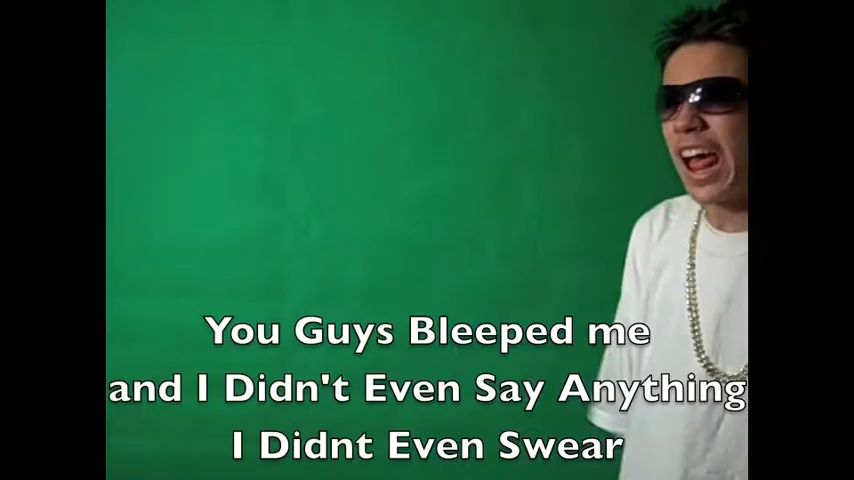 You Guys Bleeped me
and I Didn't Even Say Anything
I Didnt Even Swear